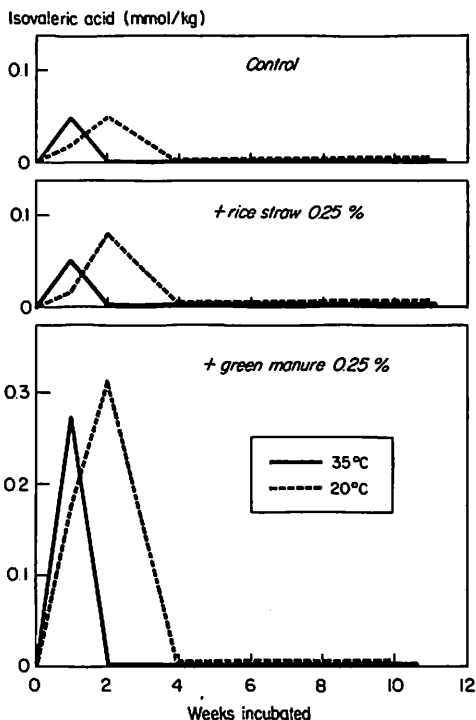 Isovaleric acid (mmol/kg)
0.1
Control
0
0.1
+ rice straw 0.25 %
0
+ green manure 0.25 %
0.3
35°C
0.2
20°C
0.1
0
0 2 4 6 8 10 12
Weeks incubated